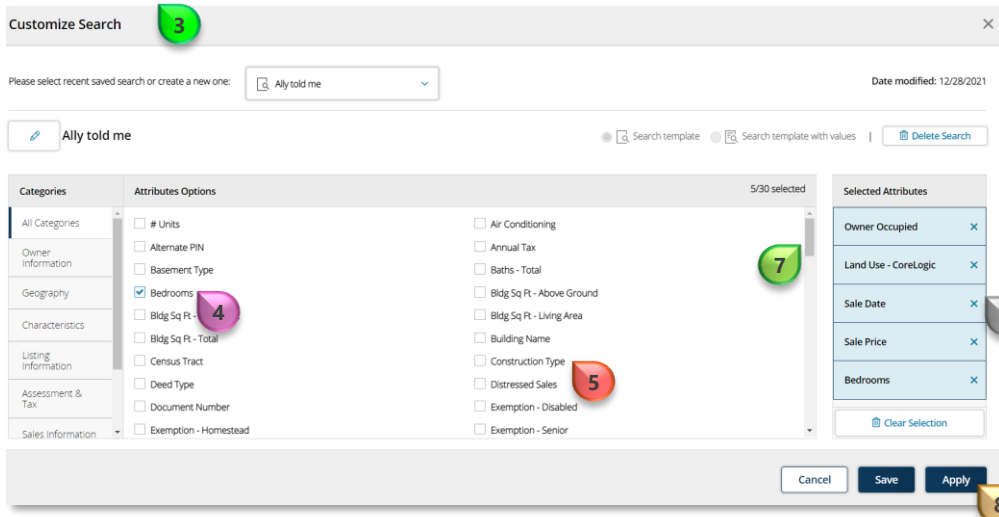 Customize Search
3
Please select recent saved search or create a new one:
Ally told me
Date modified: 12/28/2021
Ally told me
Search template
Search template with values
|
Delete Search
Categories
Attributes Options
5/30 selected
Selected Attributes
All Categories
Owner
Information
Geography
Characteristics
Listing
Information
Assessment &
Tax
Sales Information
# Units
Alternate PIN
Basement Type
Bedrooms
4
Bldg Sq Ft -
Bldg Sq Ft - Total
Census Tract
Deed Type
Document Number
Exemption - Homestead
Air Conditioning
Annual Tax
Baths - Total
Bldg Sq Ft - Above Ground
Bldg Sq Ft - Living Area
Building Name
Construction Type
Distressed Sales
5
Exemption - Disabled
Exemption - Senior
7
Owner Occupied
Land Use - CoreLogic
Sale Date
Sale Price
Bedrooms
Clear Selection
Cancel
Save
Apply
8